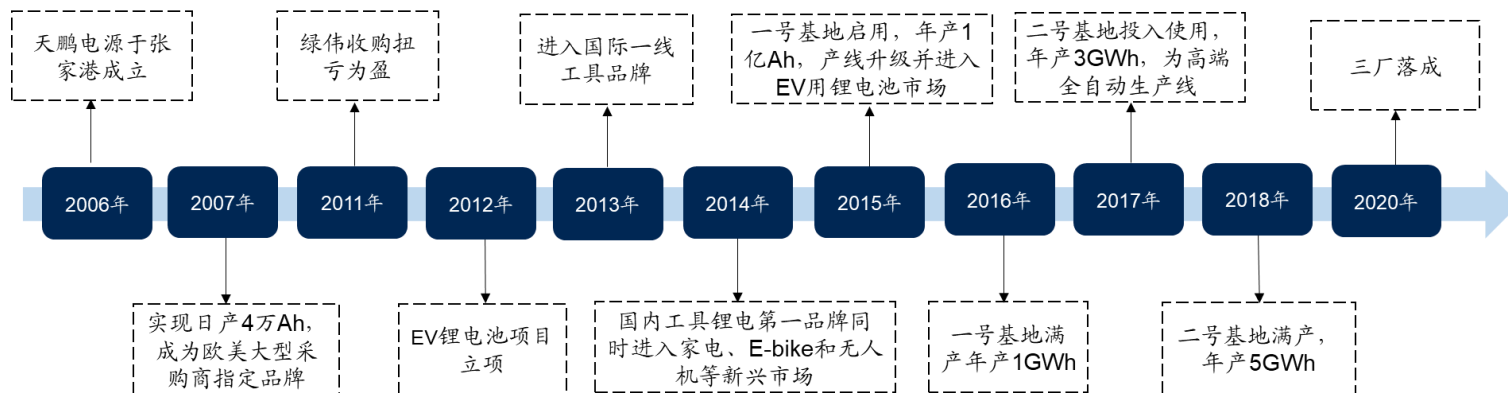 天鹏电源于张
家港成立
绿伟收购扭
亏为盈
进入国际一线
工具品牌
一号基地启用，年产1
亿Ah，产线升级并进入
EV用锂电池市场
二号基地投入使用，
年产3GWh，为高端
全自动生产线
三厂落成
2006年
2007年
2011年
2012年
2013年
2014年
2015年
2016年
2017年
2018年
2020年
实现日产4万Ah，
成为欧美大型采
购商指定品牌
EV锂电池项目
立项
国内工具锂电第一品牌同
时进入家电、E-bike和无人
机等新兴市场
一号基地满
产年产1GWh
二号基地满产，
年产5GWh